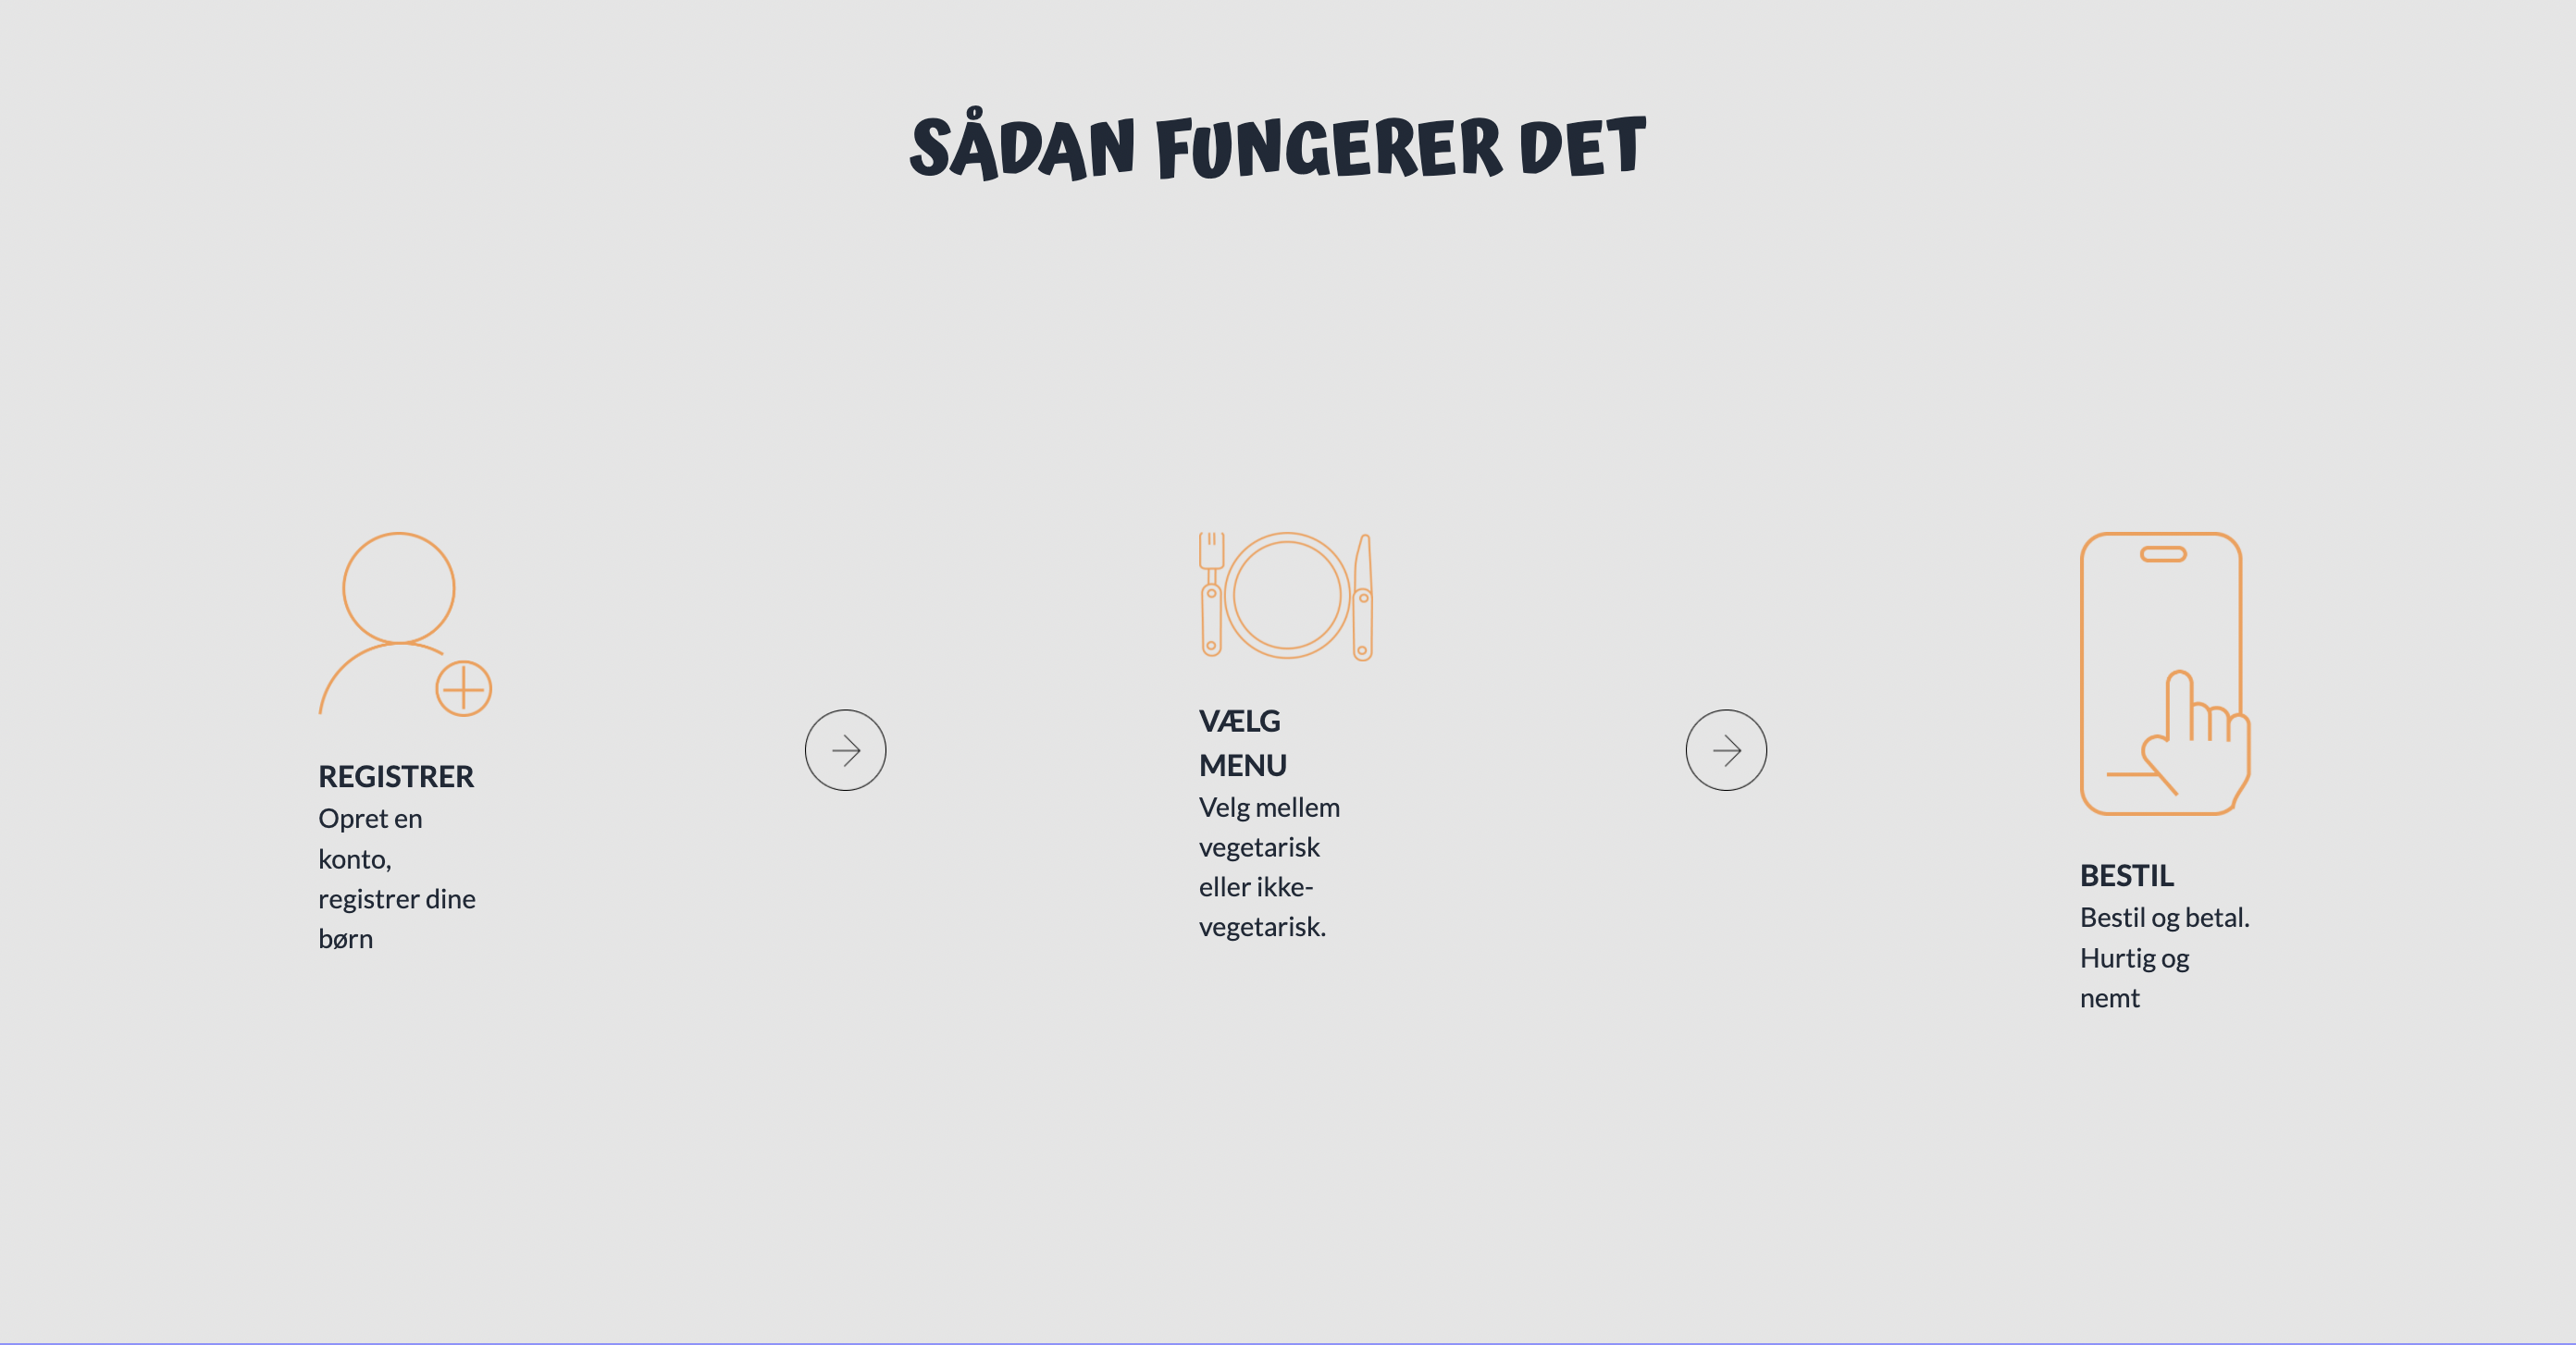 SÅDAN FUNGERER DET
REGISTRER
Opret en
konto,
registrer dine
børn
VÆLG
MENU
Velg mellem
vegetarisk
eller ikke-
vegetarisk.
BESTIL
Bestil og betal.
Hurtig og
nemt